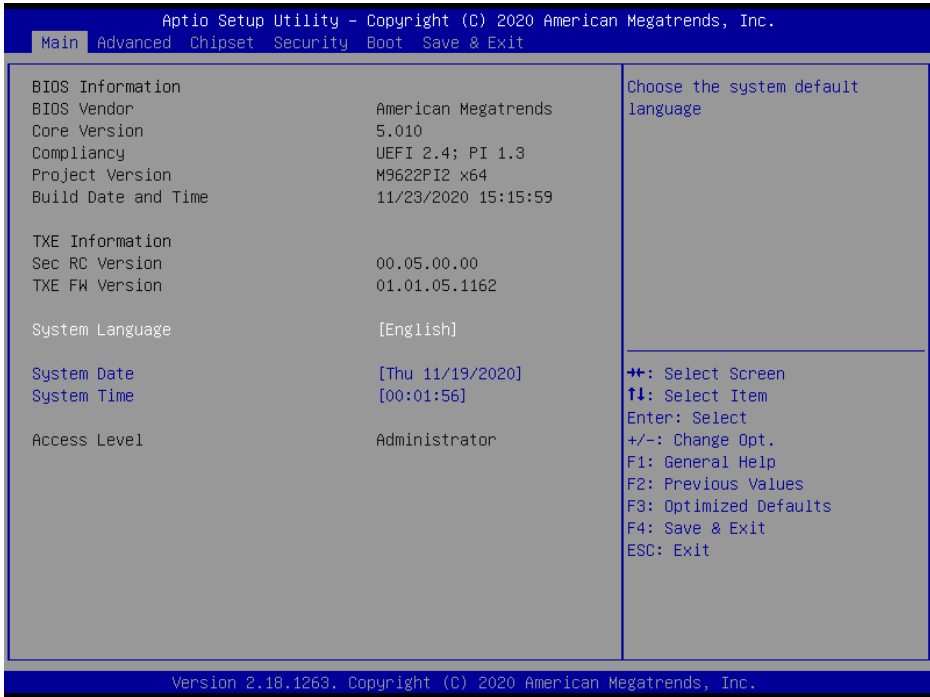 Aptio Setup Utility – Copyright (C) 2020 American Megatrends, Inc.
Main Advanced Chipset Security Boot Save & Exit
BIOS Information
BIOS Vendor American Megatrends
Core Version 5.010
Compliancy UEFI 2.4; PI 1.3
Project Version M9622PI2 x64
Build Date and Time 11/23/2020 15:15:59
TXE Information
Sec RC Version 00.05.00.00
TXE FW Version 01.01.05.1162
System Language [English]
System Date [Thu 11/19/2020]
System Time [00:01:56]
Access Level Administrator
Choose the system default
language
→←: Select Screen
↑↓: Select Item
Enter: Select
+/-: Change Opt.
F1: General Help
F2: Previous Values
F3: Optimized Defaults
F4: Save & Exit
ESC: Exit
Version 2.18.1263. Copyright (C) 2020 American Megatrends, Inc.